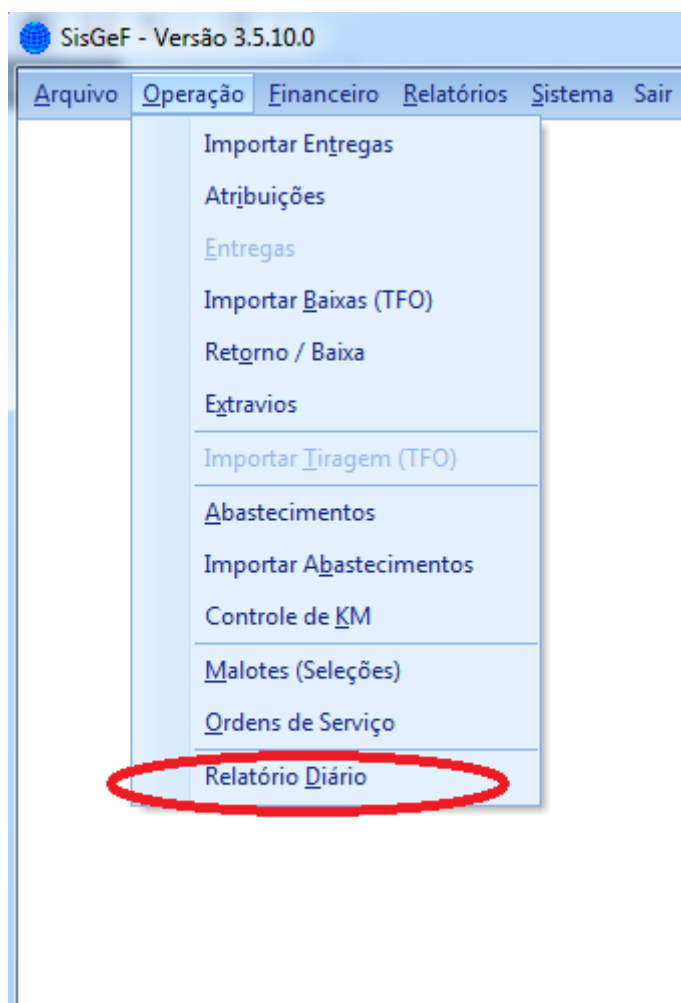 SisGeF - Versão 3.5.10.0
Arquivo Operação Financeiro Relatórios Sistema Sair
Importar Entregas
Atribuições
Entregas
Importar Baixas (TFO)
Retorno / Baixa
Extravios
Importar Tiragem (TFO)
Abastecimentos
Importar Abastecimentos
Controle de KM
Malotes (Seleções)
Ordens de Serviço
Relatório Diário